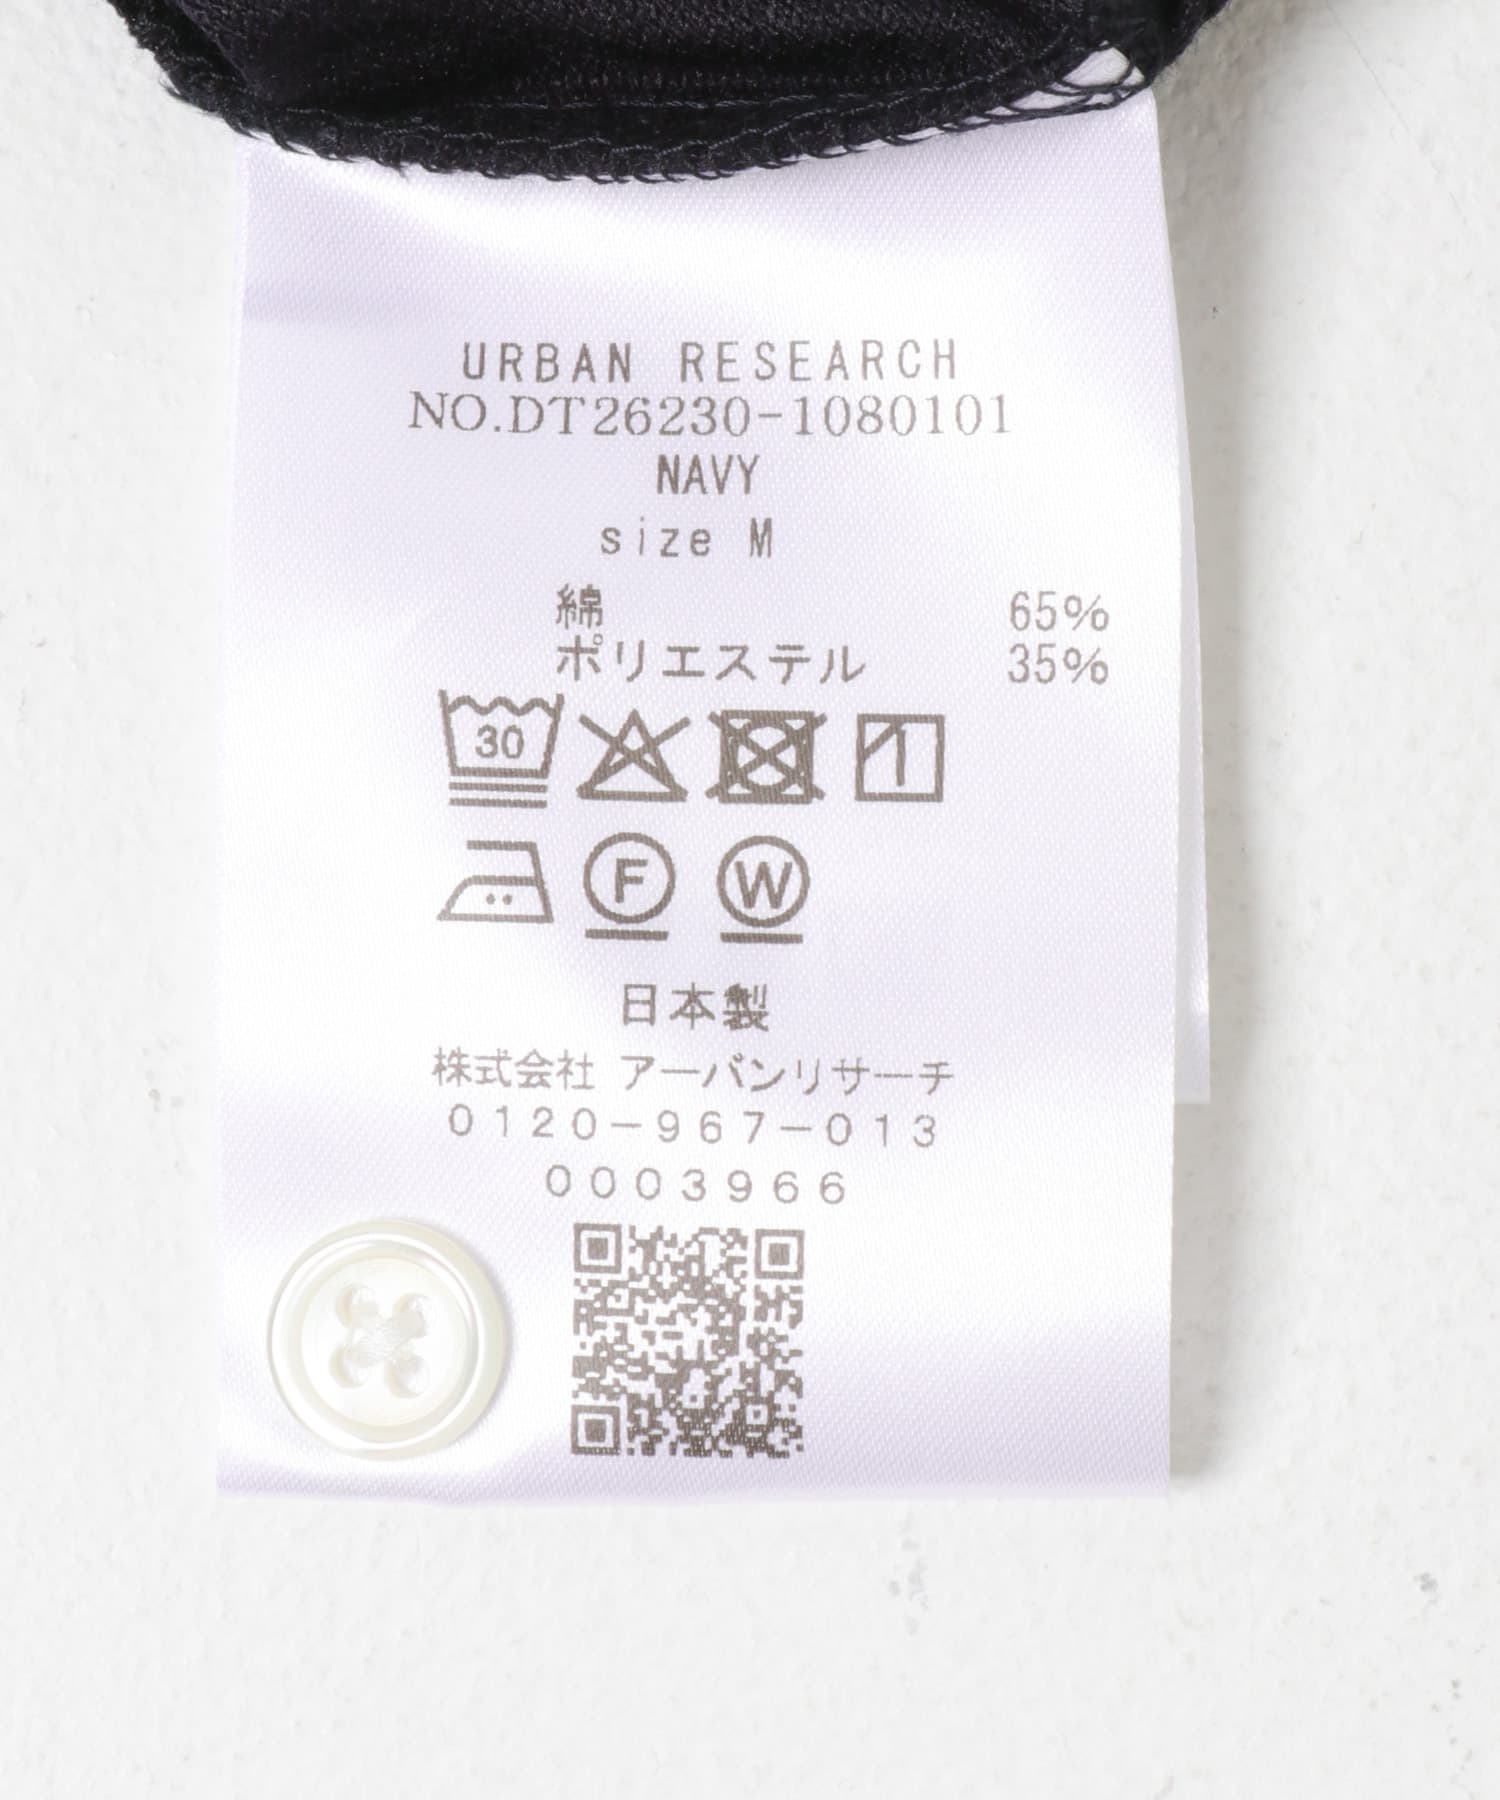 URBAN RESEARCH
NO.DT26230-1080101
NAVY
size M
綿 65%
ポリエステル 35%
30
F W
日本製
株式会社 アーバンリサーチ
0120-967-013
0003966